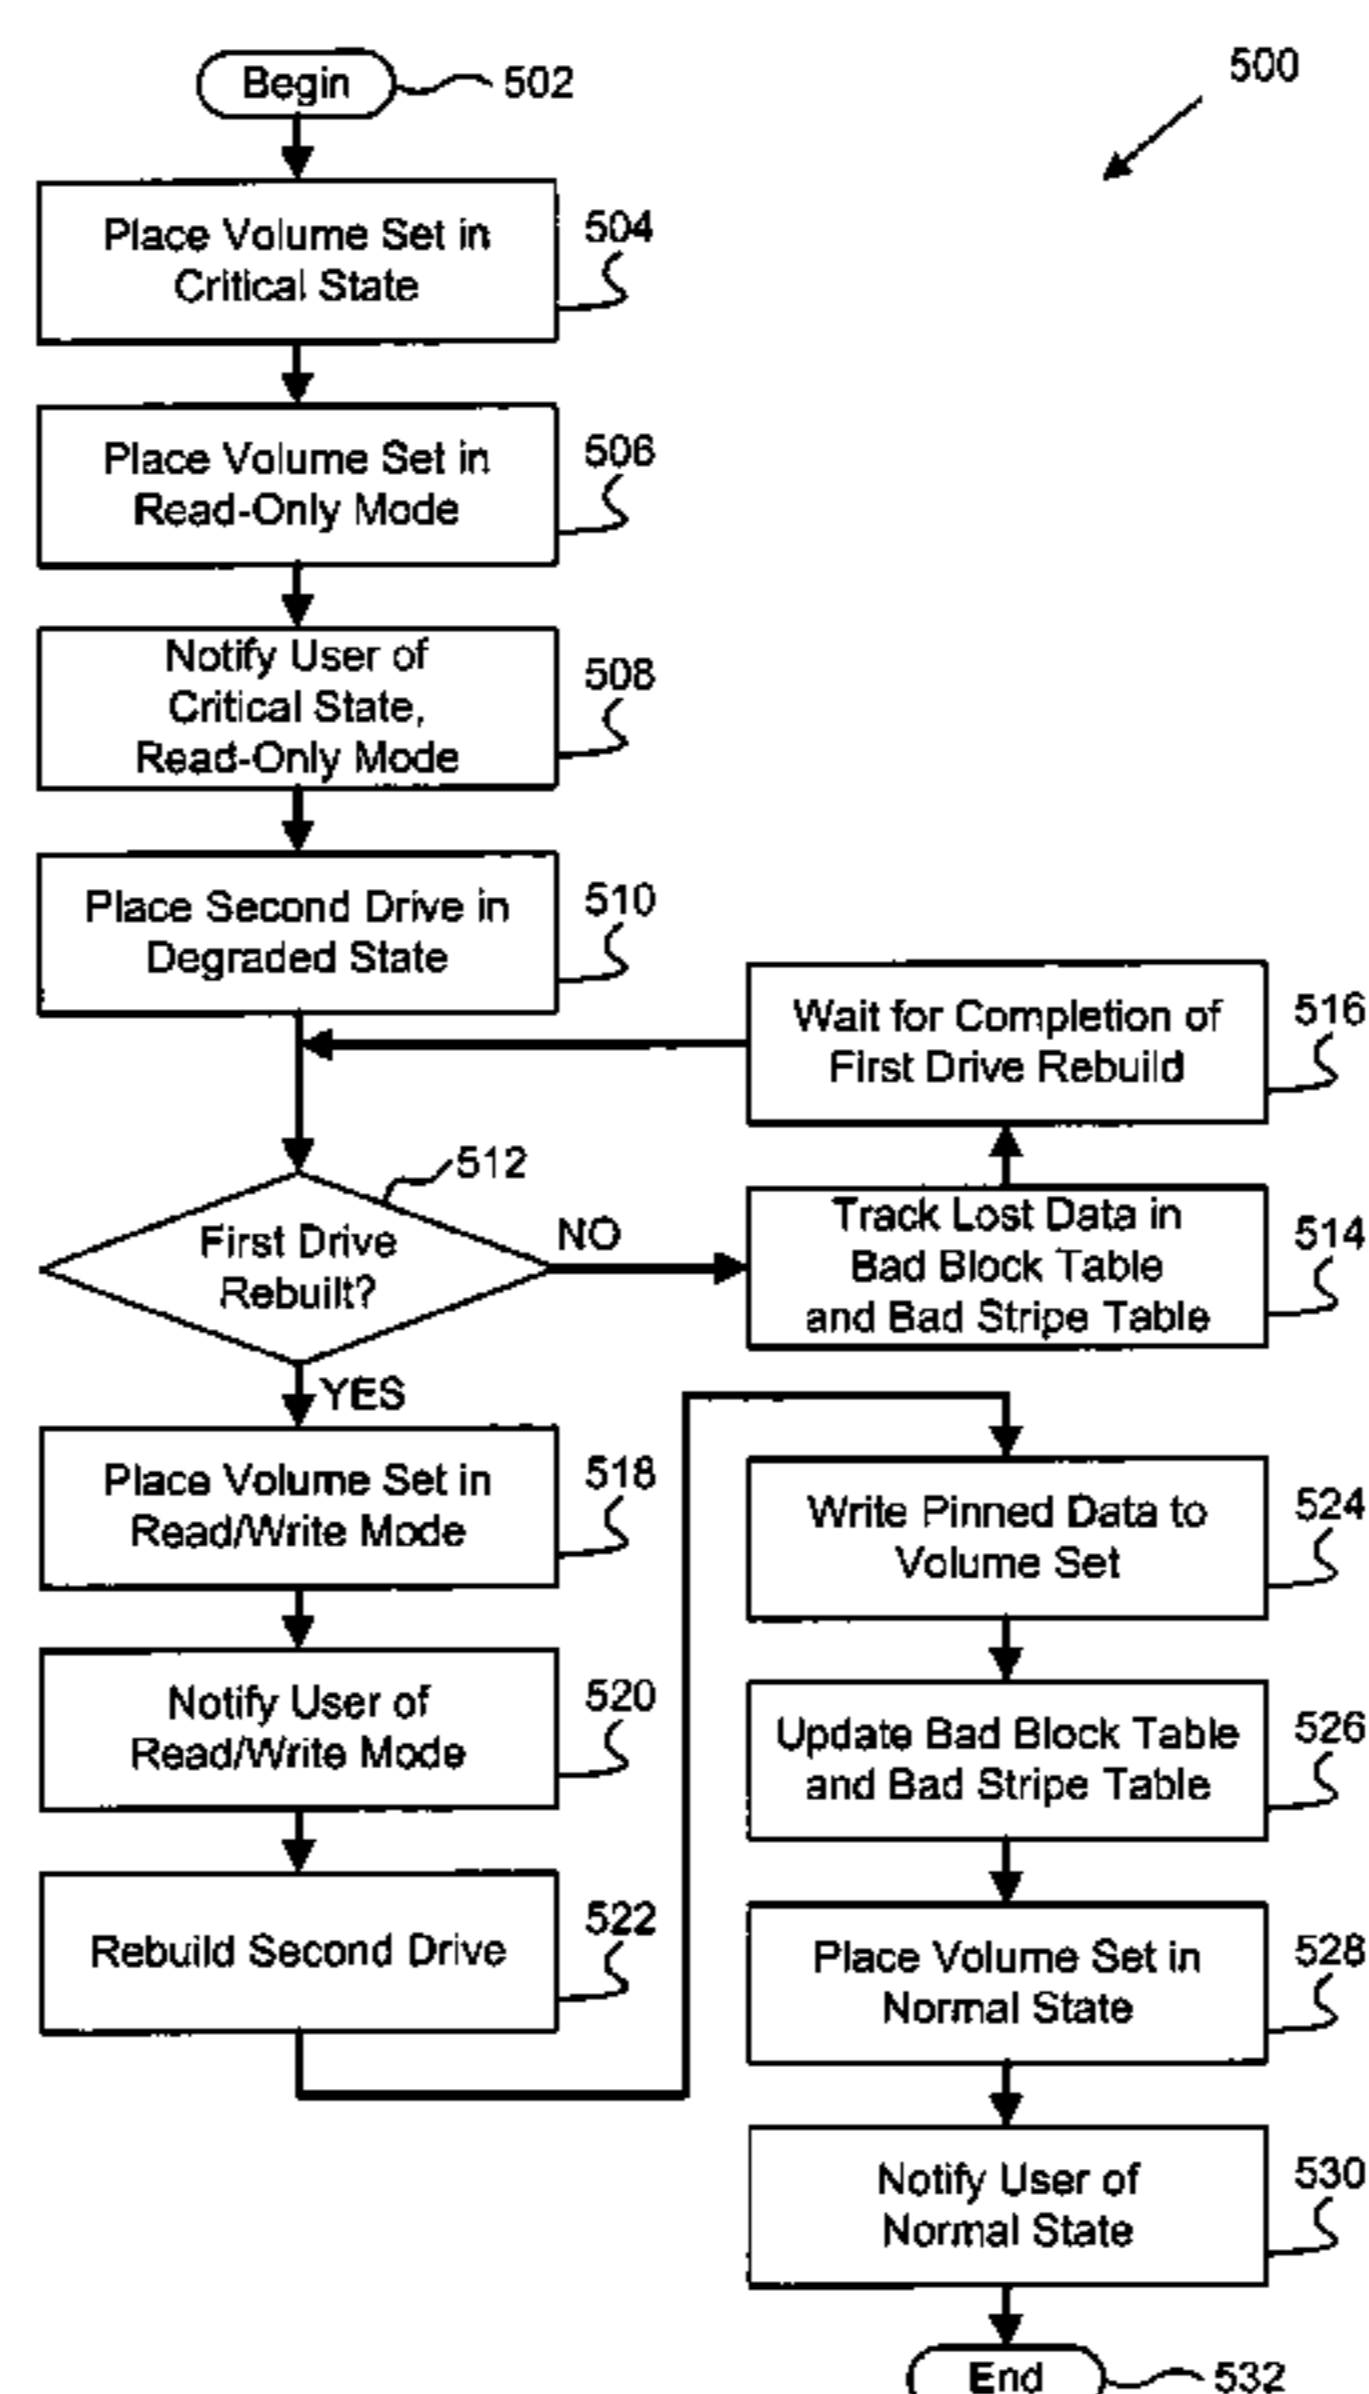 500
Begin
502
Place Volume Set in
Critical State
504
Place Volume Set in
Read-Only Mode
506
Notify User of
Critical State,
Read-Only Mode
508
Place Second Drive in
Degraded State
510
First Drive
Rebuilt?
512
NO
Track Lost Data in
Bad Block Table
and Bad Stripe Table
514
Wait for Completion of
First Drive Rebuild
516
YES
Place Volume Set in
Read/Write Mode
518
Notify User of
Read/Write Mode
520
Rebuild Second Drive
522
Write Pinned Data to
Volume Set
524
Update Bad Block Table
and Bad Stripe Table
526
Place Volume Set in
Normal State
528
Notify User of
Normal State
530
End
532